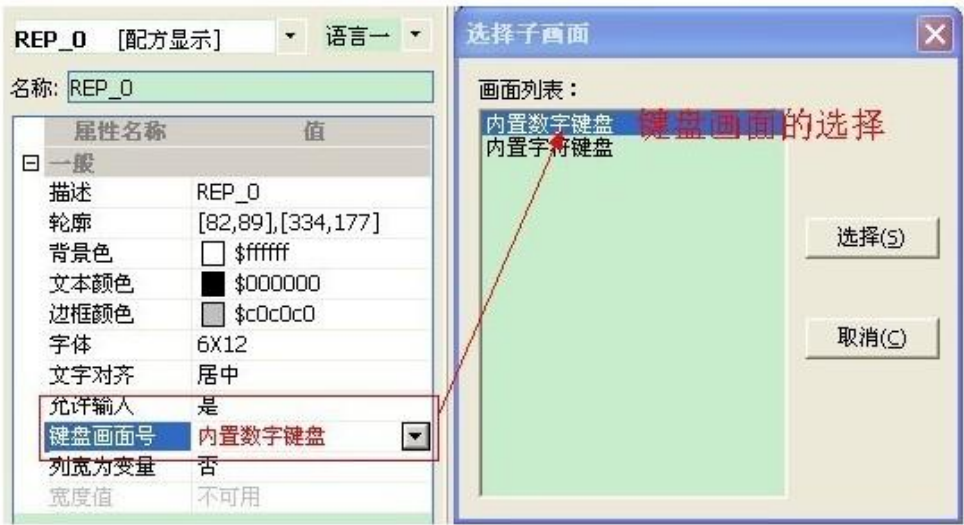 REP_0 [配方显示] 语言一
名称: REP_0
属性名称 值
一般
描述 REP_0
轮廓 [82,89],[334,177]
背景色 $ffffff
文本颜色 $000000
边框颜色 $c0c0c0
字体 6X12
文字对齐 居中
允许输入 是
键盘画面号 内置数字键盘
列宽为变量 否
宽度值 不可用
选择子画面
画面列表:
内置数字键盘 键盘画面的选择
内置字符键盘
选择(S)
取消(C)